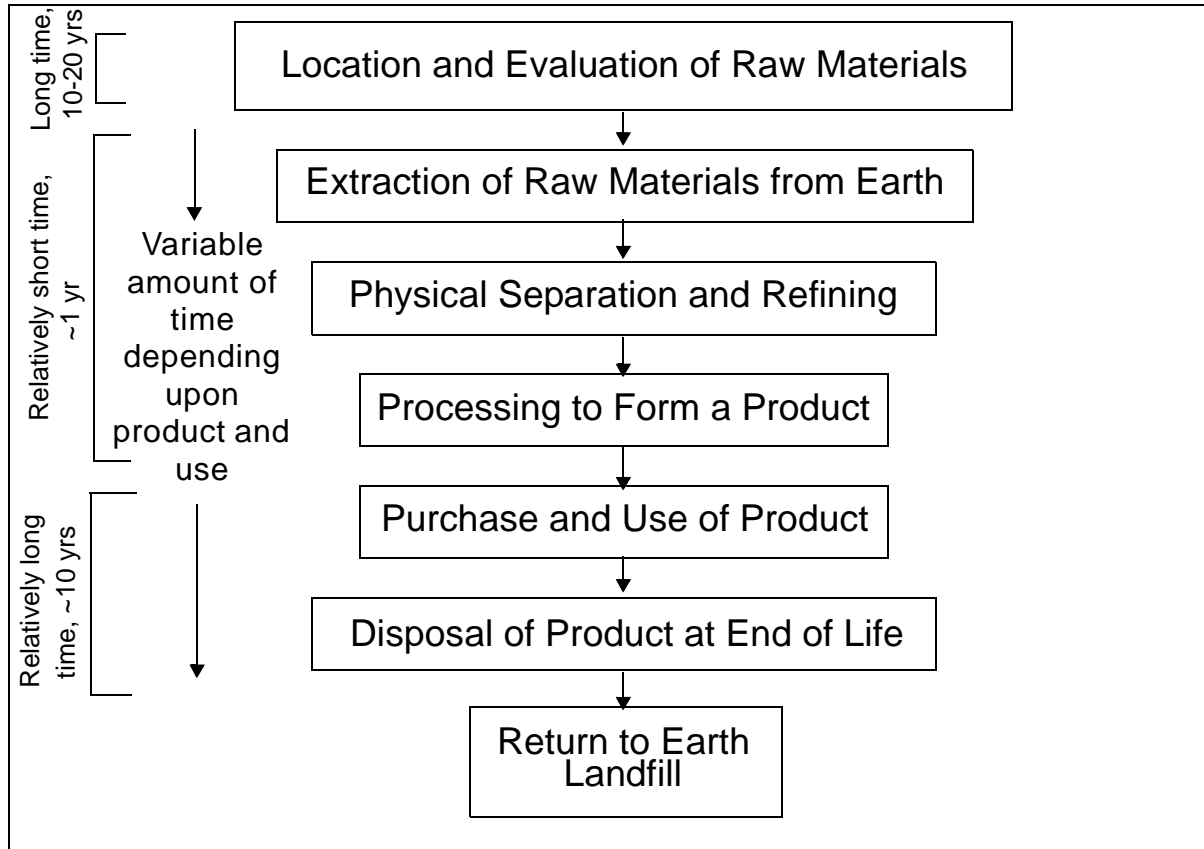 Long time,
10-20 yrs
Location and Evaluation of Raw Materials
Relatively short time,
~1 yr
Extraction of Raw Materials from Earth
Variable
amount of
time
depending
upon
product and
use
Physical Separation and Refining
Processing to Form a Product
Relatively long
time, ~10 yrs
Purchase and Use of Product
Disposal of Product at End of Life
Return to Earth
Landfill